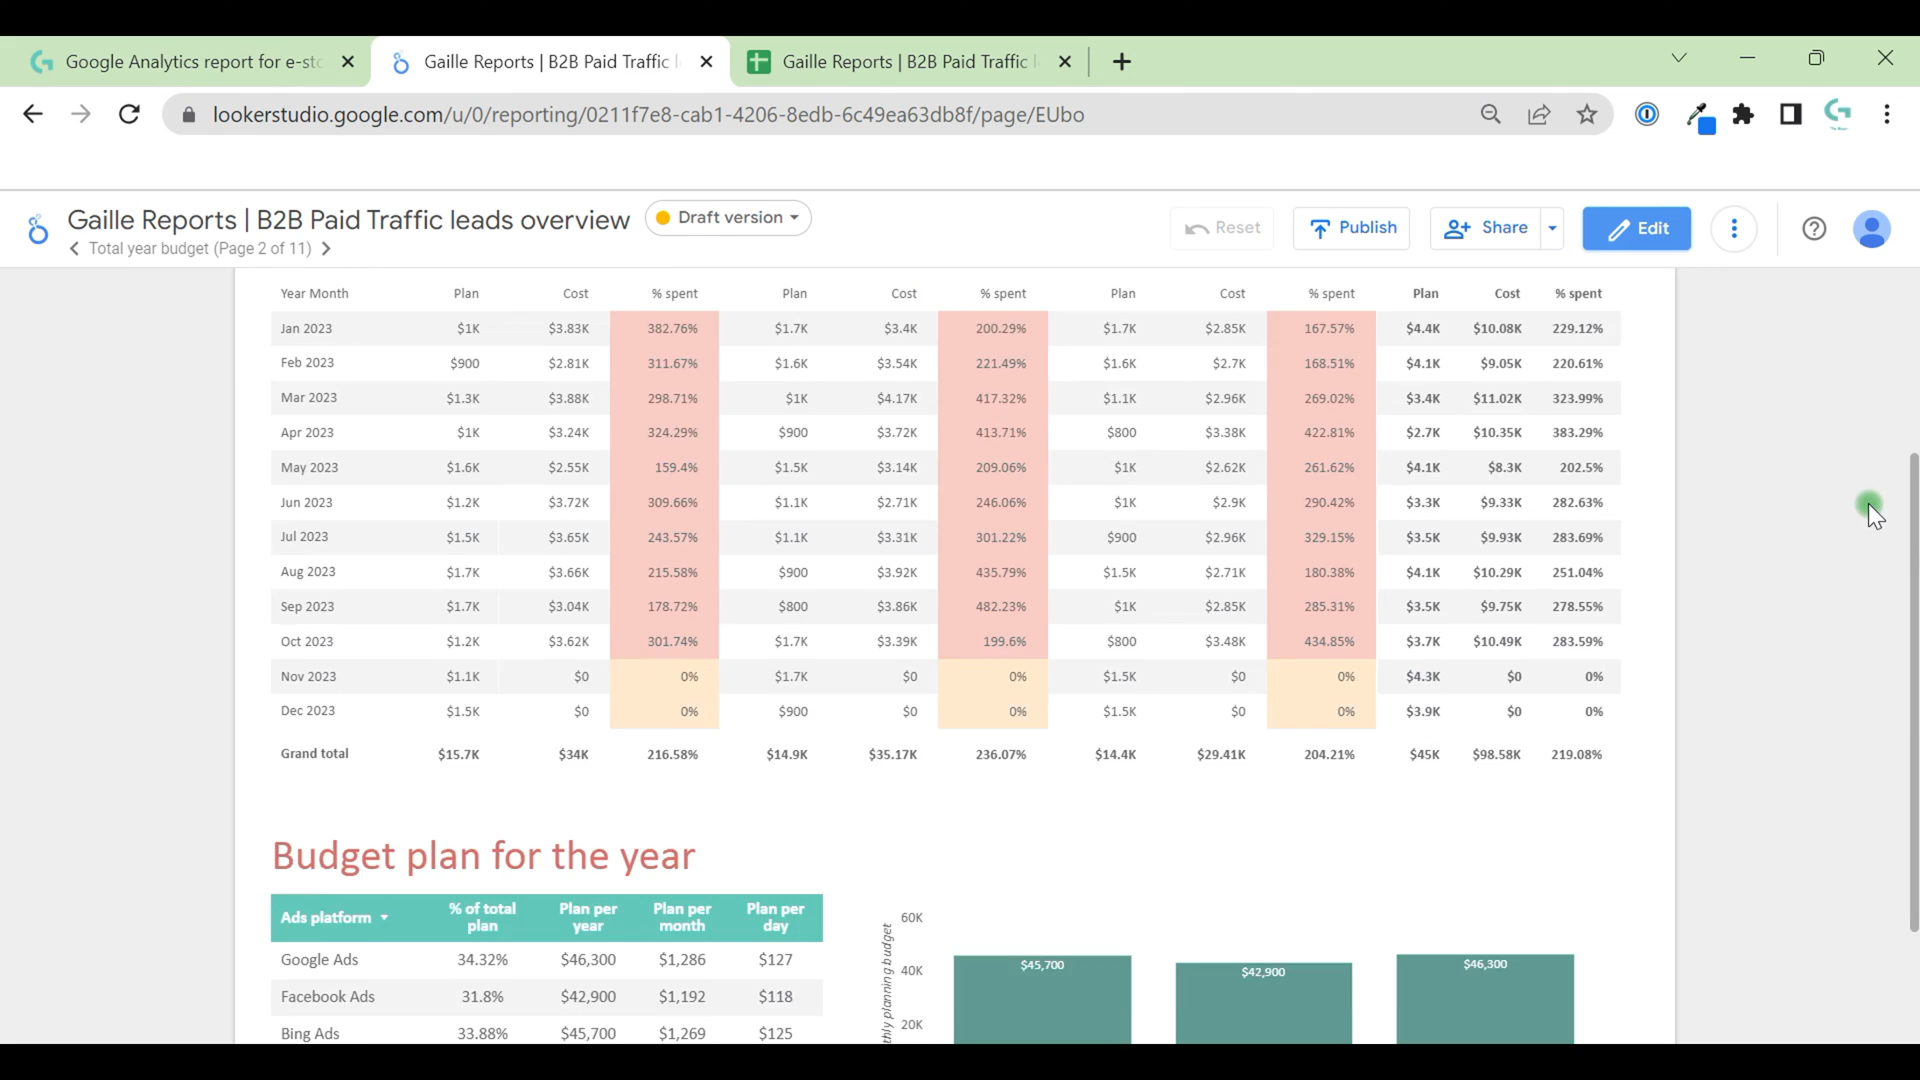 Google Analytics report for e-sto
Gaille Reports | B2B Paid Traffic l
Gaille Reports | B2B Paid Traffic l
lookerstudio.google.com/u/0/reporting/0211f7e8-cab1-4206-8edb-6c49ea63db8f/page/EUbo
Gaille Reports | B2B Paid Traffic leads overview
Draft version
Reset
Publish
Share
Edit
Total year budget (Page 2 of 11)
Year Month Plan Cost % spent Plan Cost % spent Plan Cost % spent Plan Cost % spent
Jan 2023 $1K $3.83K 382.76% $1.7K $3.4K 200.29% $1.7K $2.85K 167.57% $4.4K $10.08K 229.12%
Feb 2023 $900 $2.81K 311.67% $1.6K $3.54K 221.49% $1.6K $2.7K 168.51% $4.1K $9.05K 220.61%
Mar 2023 $1.3K $3.88K 298.71% $1K $4.17K 417.32% $1.1K $2.96K 269.02% $3.4K $11.02K 323.99%
Apr 2023 $1K $3.24K 324.29% $900 $3.72K 413.71% $800 $3.38K 422.81% $2.7K $10.35K 383.29%
May 2023 $1.6K $2.55K 159.4% $1.5K $3.14K 209.06% $1K $2.62K 261.62% $4.1K $8.3K 202.5%
Jun 2023 $1.2K $3.72K 309.66% $1.1K $2.71K 246.06% $1K $2.9K 290.42% $3.3K $9.33K 282.63%
Jul 2023 $1.5K $3.65K 243.57% $1.1K $3.31K 301.22% $900 $2.96K 329.15% $3.5K $9.93K 283.69%
Aug 2023 $1.7K $3.66K 215.58% $900 $3.92K 435.79% $1.5K $2.71K 180.38% $4.1K $10.29K 251.04%
Sep 2023 $1.7K $3.04K 178.72% $800 $3.86K 482.23% $1K $2.85K 285.31% $3.5K $9.75K 278.55%
Oct 2023 $1.2K $3.62K 301.74% $1.7K $3.39K 199.6% $800 $3.48K 434.85% $3.7K $10.49K 283.59%
Nov 2023 $1.1K $0 0% $1.7K $0 0% $1.5K $0 0% $4.3K $0 0%
Dec 2023 $1.5K $0 0% $900 $0 0% $1.5K $0 0% $3.9K $0 0%
Grand total $15.7K $34K 216.58% $14.9K $35.17K 236.07% $14.4K $29.41K 204.21% $45K $98.58K 219.08%
Budget plan for the year
Ads platform % of total plan Plan per year Plan per month Plan per day
Google Ads 34.32% $46,300 $1,286 $127
Facebook Ads 31.8% $42,900 $1,192 $118
Bing Ads 33.88% $45,700 $1,269 $125
60K
40K
20K
planning budget
$45,700
$42,900
$46,300